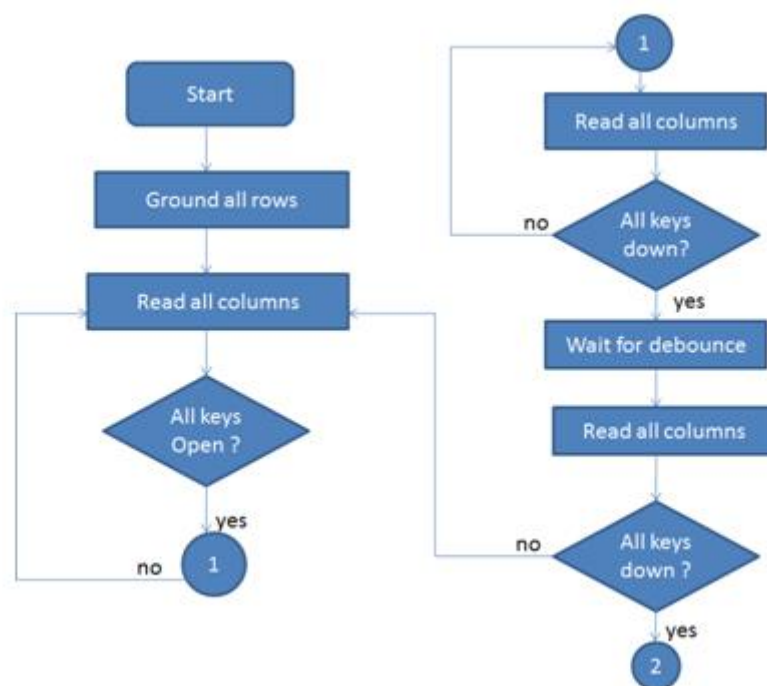 Start
Ground all rows
Read all columns
All keys
Open ?
yes
no
1
1
Read all columns
All keys
down?
no
yes
Wait for debounce
Read all columns
All keys
down ?
no
yes
2